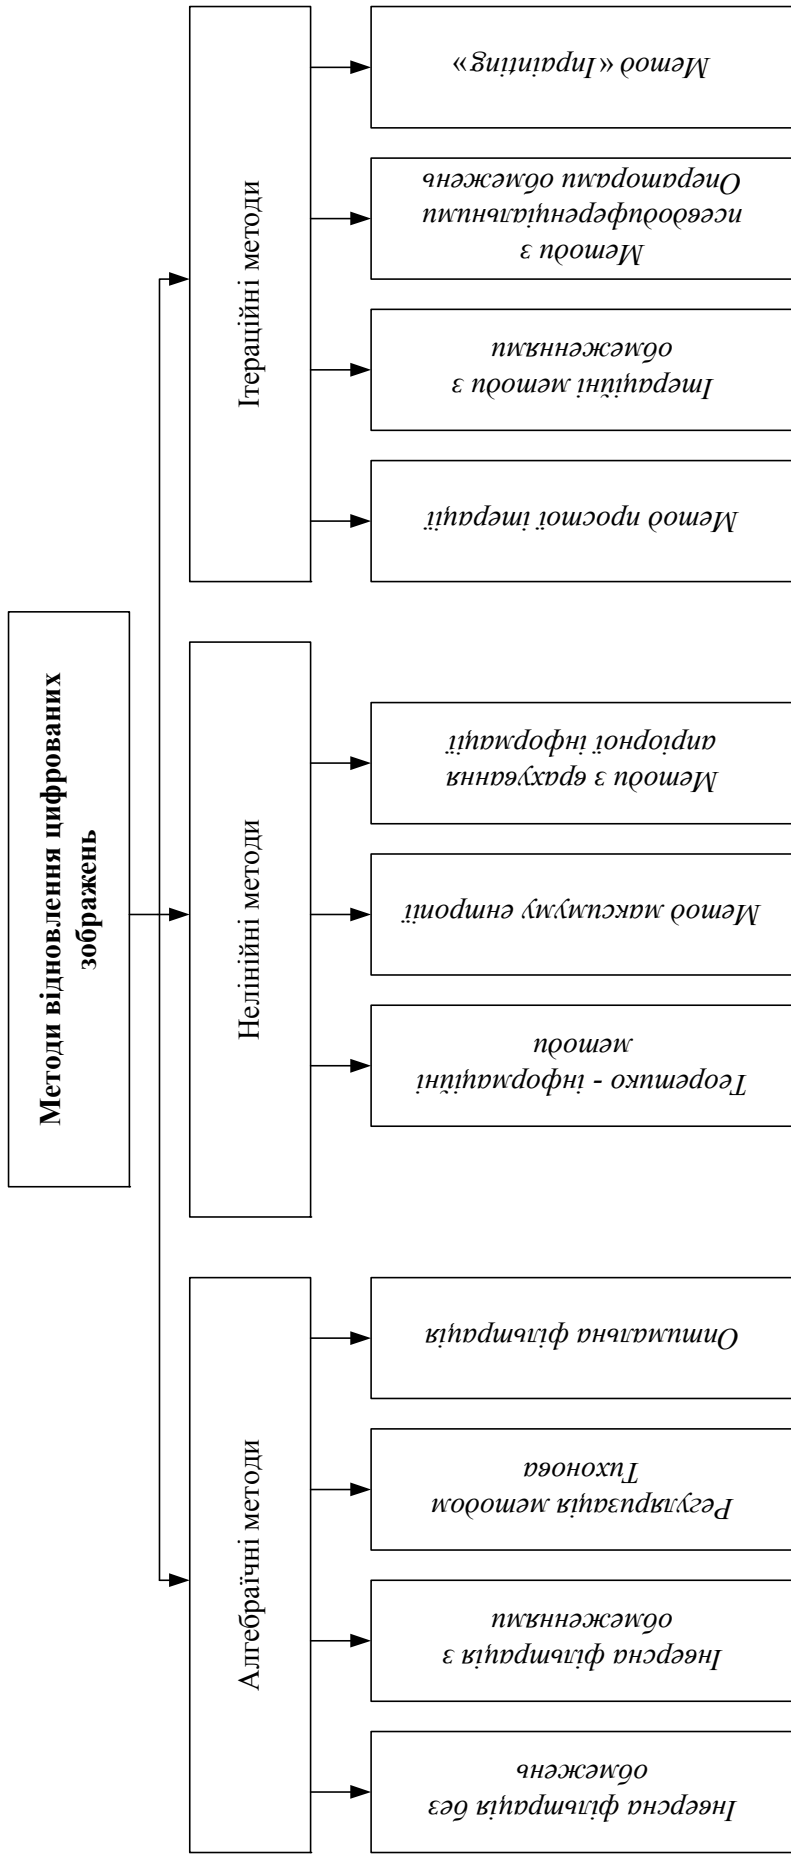 Методи відновлення цифрованих
зображень
Алгебраїчні методи
Інверсна фільтрація без
обмежень
Інверсна фільтрація з
обмеженнями
Регуляризація методом
Тихонова
Оптимальна фільтрація
Нелінійні методи
Теоретико - інформаційні
методи
Метод максимуму ентропії
Методи з врахування
апріорної інформації
Ітераційні методи
Метод простої ітерації
Ітераційні методи з
обмеженнями
Методи з
псевдодиференціальними
Операторами обмежень
Метод « Inpainting»